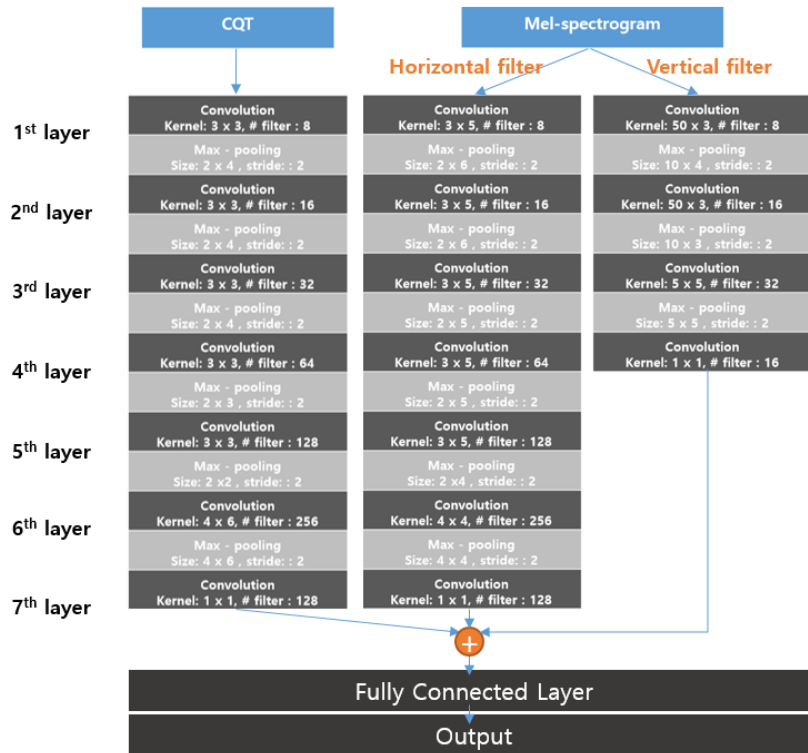 CQT
Mel-spectrogram
Horizontal filter
Vertical filter
1st layer
Convolution
Kernel: 3 x 3, # filter : 8
Max - pooling
Size: 2 x 4 , stride: : 2
Convolution
Kernel: 3 x 5, # filter : 8
Max - pooling
Size: 2 x 6, stride: : 2
Convolution
Kernel: 50 x 3, # filter : 8
Max - pooling
Size: 10 x 4 , stride: : 2
2nd layer
Convolution
Kernel: 3 x 3, # filter : 16
Max - pooling
Size: 2 x 4 , stride: : 2
Convolution
Kernel: 3 x 5, # filter : 16
Max - pooling
Size: 2 x 6 , stride: : 2
Convolution
Kernel: 50 x 3, # filter : 16
Max - pooling
Size: 10 x 3 , stride: : 2
3rd layer
Convolution
Kernel: 3 x 3, # filter : 32
Max - pooling
Size: 2 x 4 , stride: : 2
Convolution
Kernel: 3 x 5, # filter : 32
Max - pooling
Size: 2 x 5 , stride: : 2
Convolution
Kernel: 5 x 5, # filter : 32
Max - pooling
Size: 5 x 5 , stride: : 2
4th layer
Convolution
Kernel: 3 x 3, # filter : 64
Max - pooling
Size: 2 x 3 , stride: : 2
Convolution
Kernel: 3 x 5, # filter : 64
Max - pooling
Size: 2 x 5 , stride: : 2
Convolution
Kernel: 1 x 1, # filter : 16
5th layer
Convolution
Kernel: 3 x 3, # filter : 128
Max - pooling
Size: 2 x2 , stride: : 2
Convolution
Kernel: 3 x 5, # filter : 128
Max - pooling
Size: 2 x4 , stride: : 2
6th layer
Convolution
Kernel: 4 x 6, # filter : 256
Max - pooling
Size: 4 x 6 , stride: : 2
Convolution
Kernel: 4 x 4, # filter : 256
Max - pooling
Size: 4 x 4 , stride: : 2
7th layer
Convolution
Kernel: 1 x 1, # filter : 128
Convolution
Kernel: 1 x 1, # filter : 128
+
Fully Connected Layer
Output